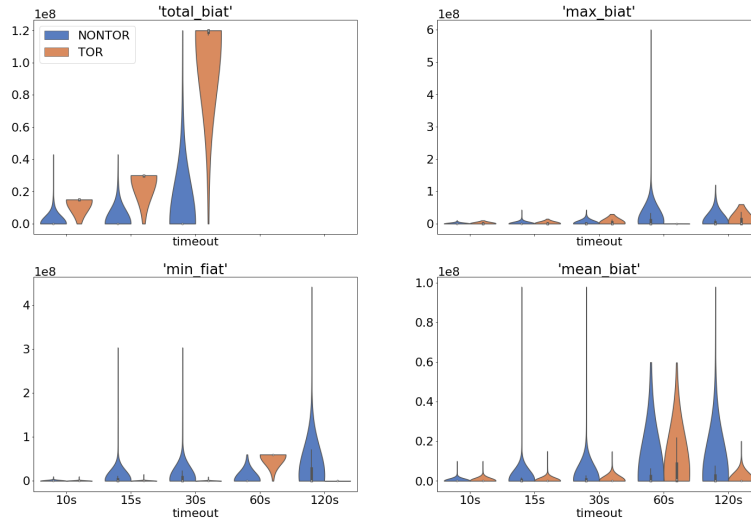 'total_biat'
1e8
1.2
1.0
0.8
0.6
0.4
0.2
0.0
NONTOR
TOR
timeout
'max_biat'
1e8
6
5
4
3
2
1
0
timeout
'min_fiat'
1e8
4
3
2
1
0
10s 15s 30s 60s 120s
timeout
'mean_biat'
1e8
1.0
0.8
0.6
0.4
0.2
0.0
10s 15s 30s 60s 120s
timeout